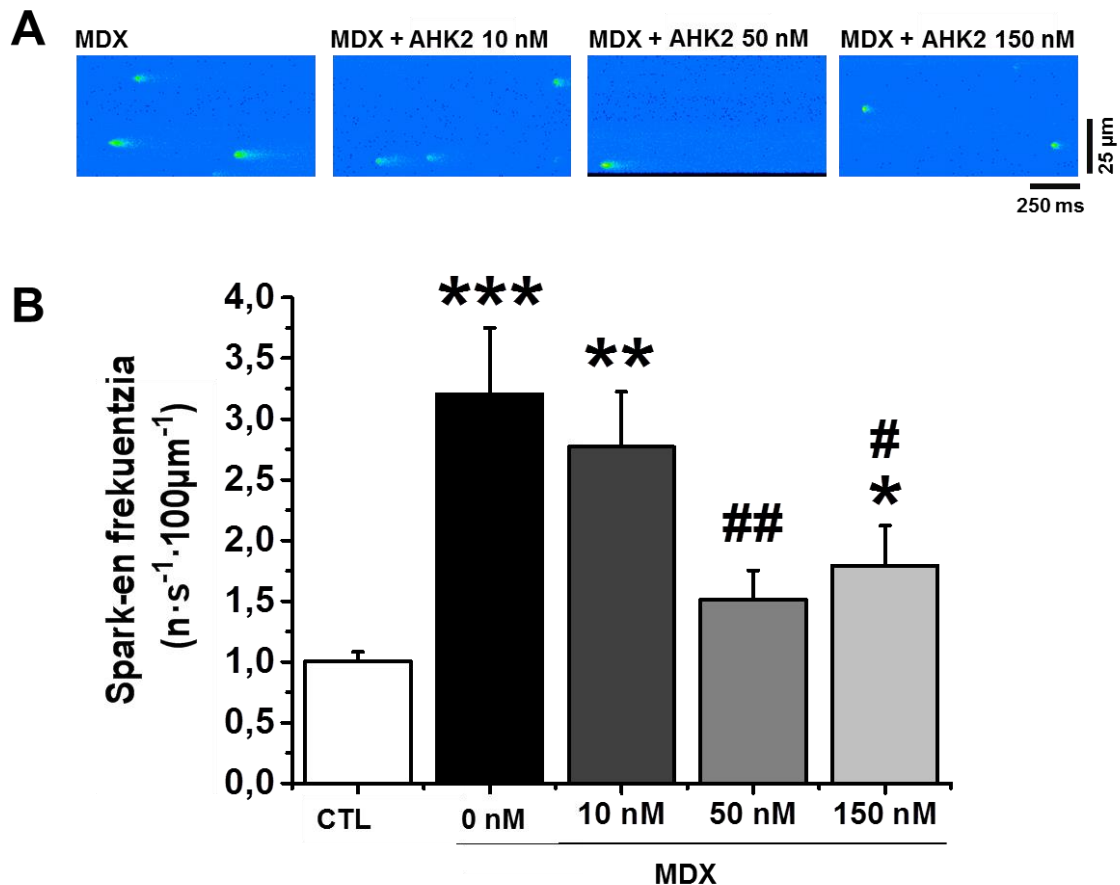 A
MDX
MDX + AHK2 10 nM
MDX + AHK2 50 nM
MDX + AHK2 150 nM
25 µm
250 ms
B
Spark-en frekuentzia
(n·s⁻¹·100µm⁻¹)
4,0
3,5
3,0
2,5
2,0
1,5
1,0
0,5
0,0
***
**
##
#
*
CTL
0 nM
10 nM
50 nM
150 nM
MDX